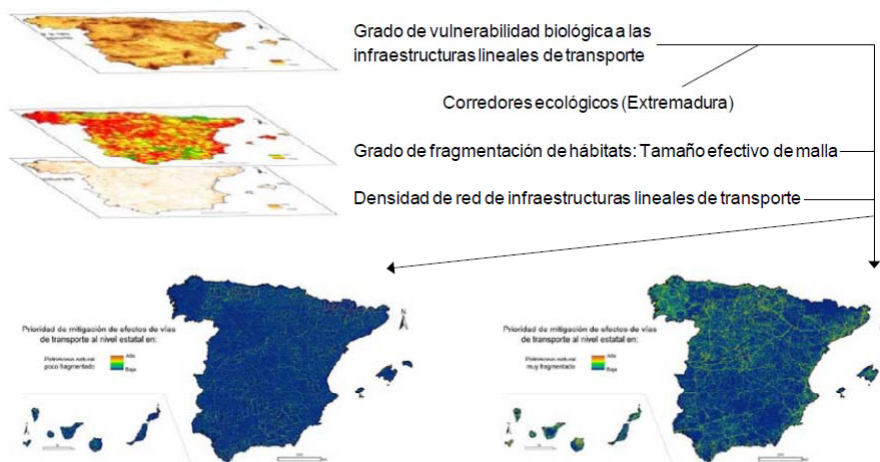 Grado de vulnerabilidad biológica a las
infraestructuras lineales de transporte
Corredores ecológicos (Extremadura)
Grado de fragmentación de hábitats: Tamaño efectivo de malla
Densidad de red de infraestructuras lineales de transporte
Prioridad de mitigación de efectos de vías
de transporte al nivel estatal en:
Patrimonio natural
poco fragmentado
Alta
Baja
N
Prioridad de mitigación de efectos de vías
de transporte al nivel estatal en:
Patrimonio natural
muy fragmentado
Alta
Baja
N